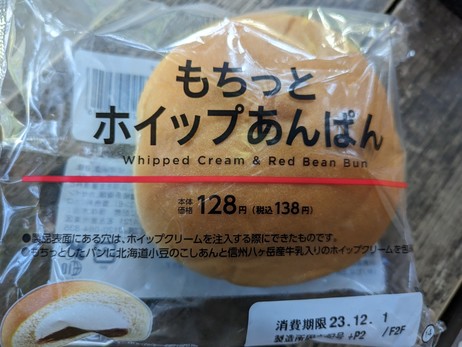 もちっと
ホイップあんぱん
Whipped Cream & Red Bean Bun
本体
価格 128円(税込138円)
●製品表面にある穴は、ホイップクリームを注入する際にできたものです。
●もちっとしたパンに北海道小豆のこしあんと信州八ヶ岳産牛乳入りのホイップクリームを包
消費期限 23.12. 1
+P2 /F2F